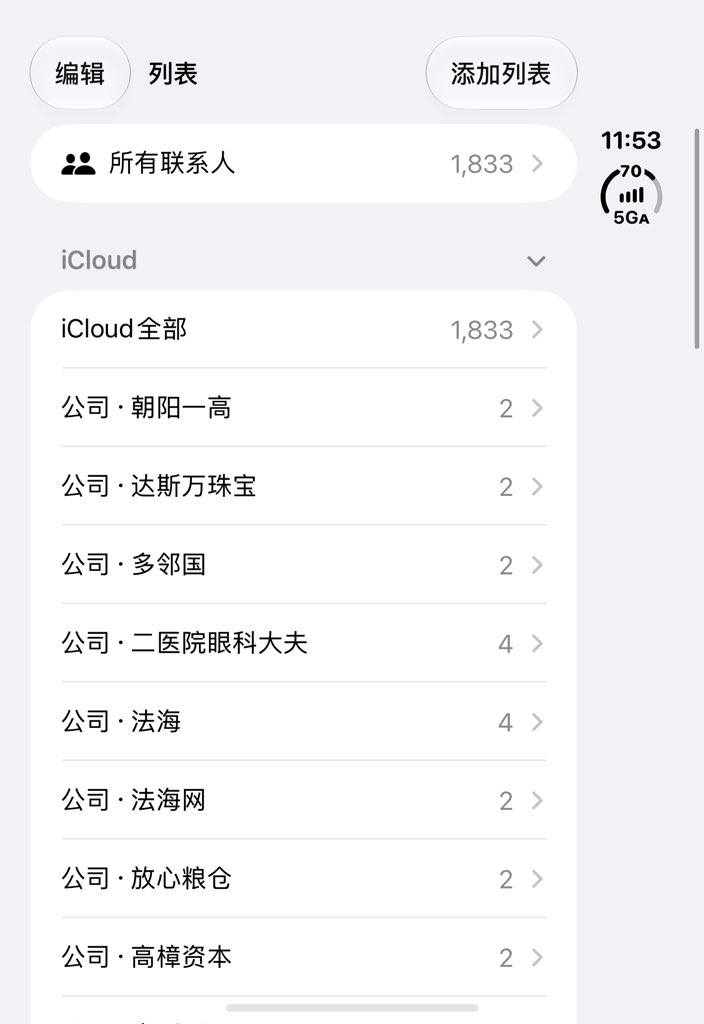 编辑 列表 添加列表
11:53
所有联系人 1,833
70
5GA
iCloud
iCloud全部 1,833
公司 · 朝阳一高 2
公司 · 达斯万珠宝 2
公司 · 多邻国 2
公司 · 二医院眼科大夫 4
公司 · 法海 4
公司 · 法海网 2
公司 · 放心粮仓 2
公司 · 高樟资本 2